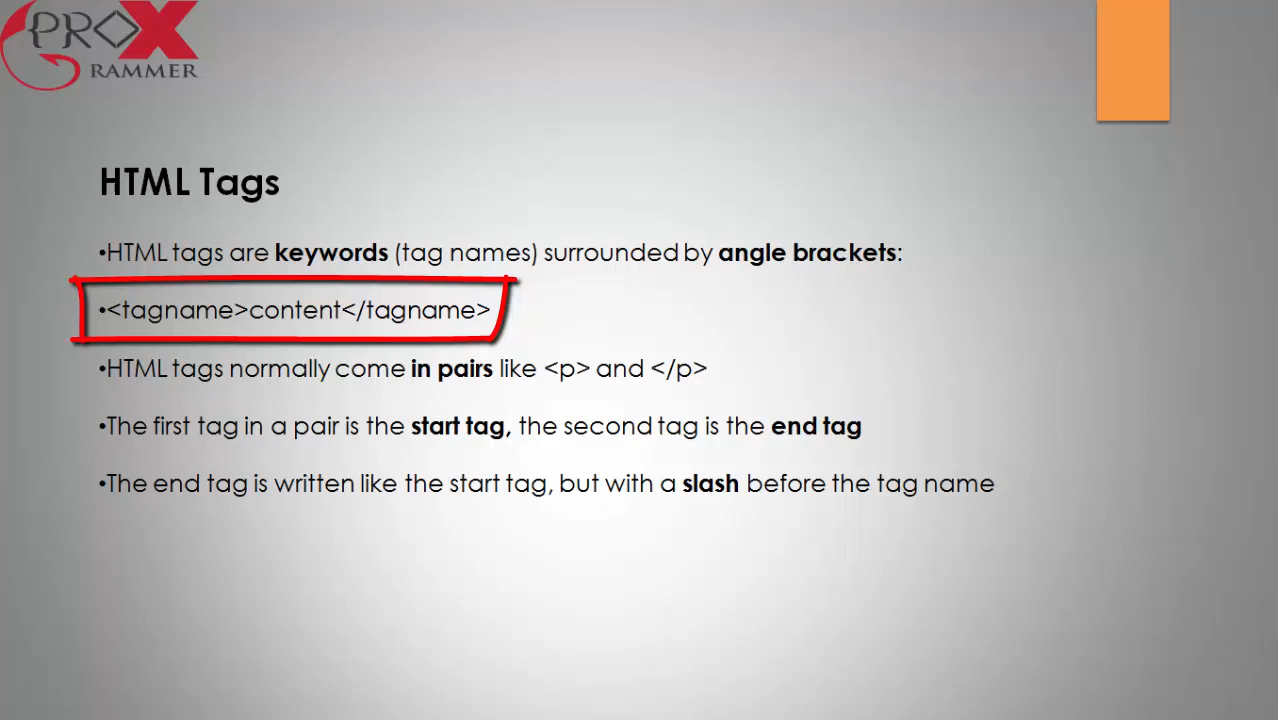 PROX
RAMMER
HTML Tags
•HTML tags are keywords (tag names) surrounded by angle brackets:
•<tagname>content</tagname>
•HTML tags normally come in pairs like <p> and </p>
•The first tag in a pair is the start tag, the second tag is the end tag
•The end tag is written like the start tag, but with a slash before the tag name